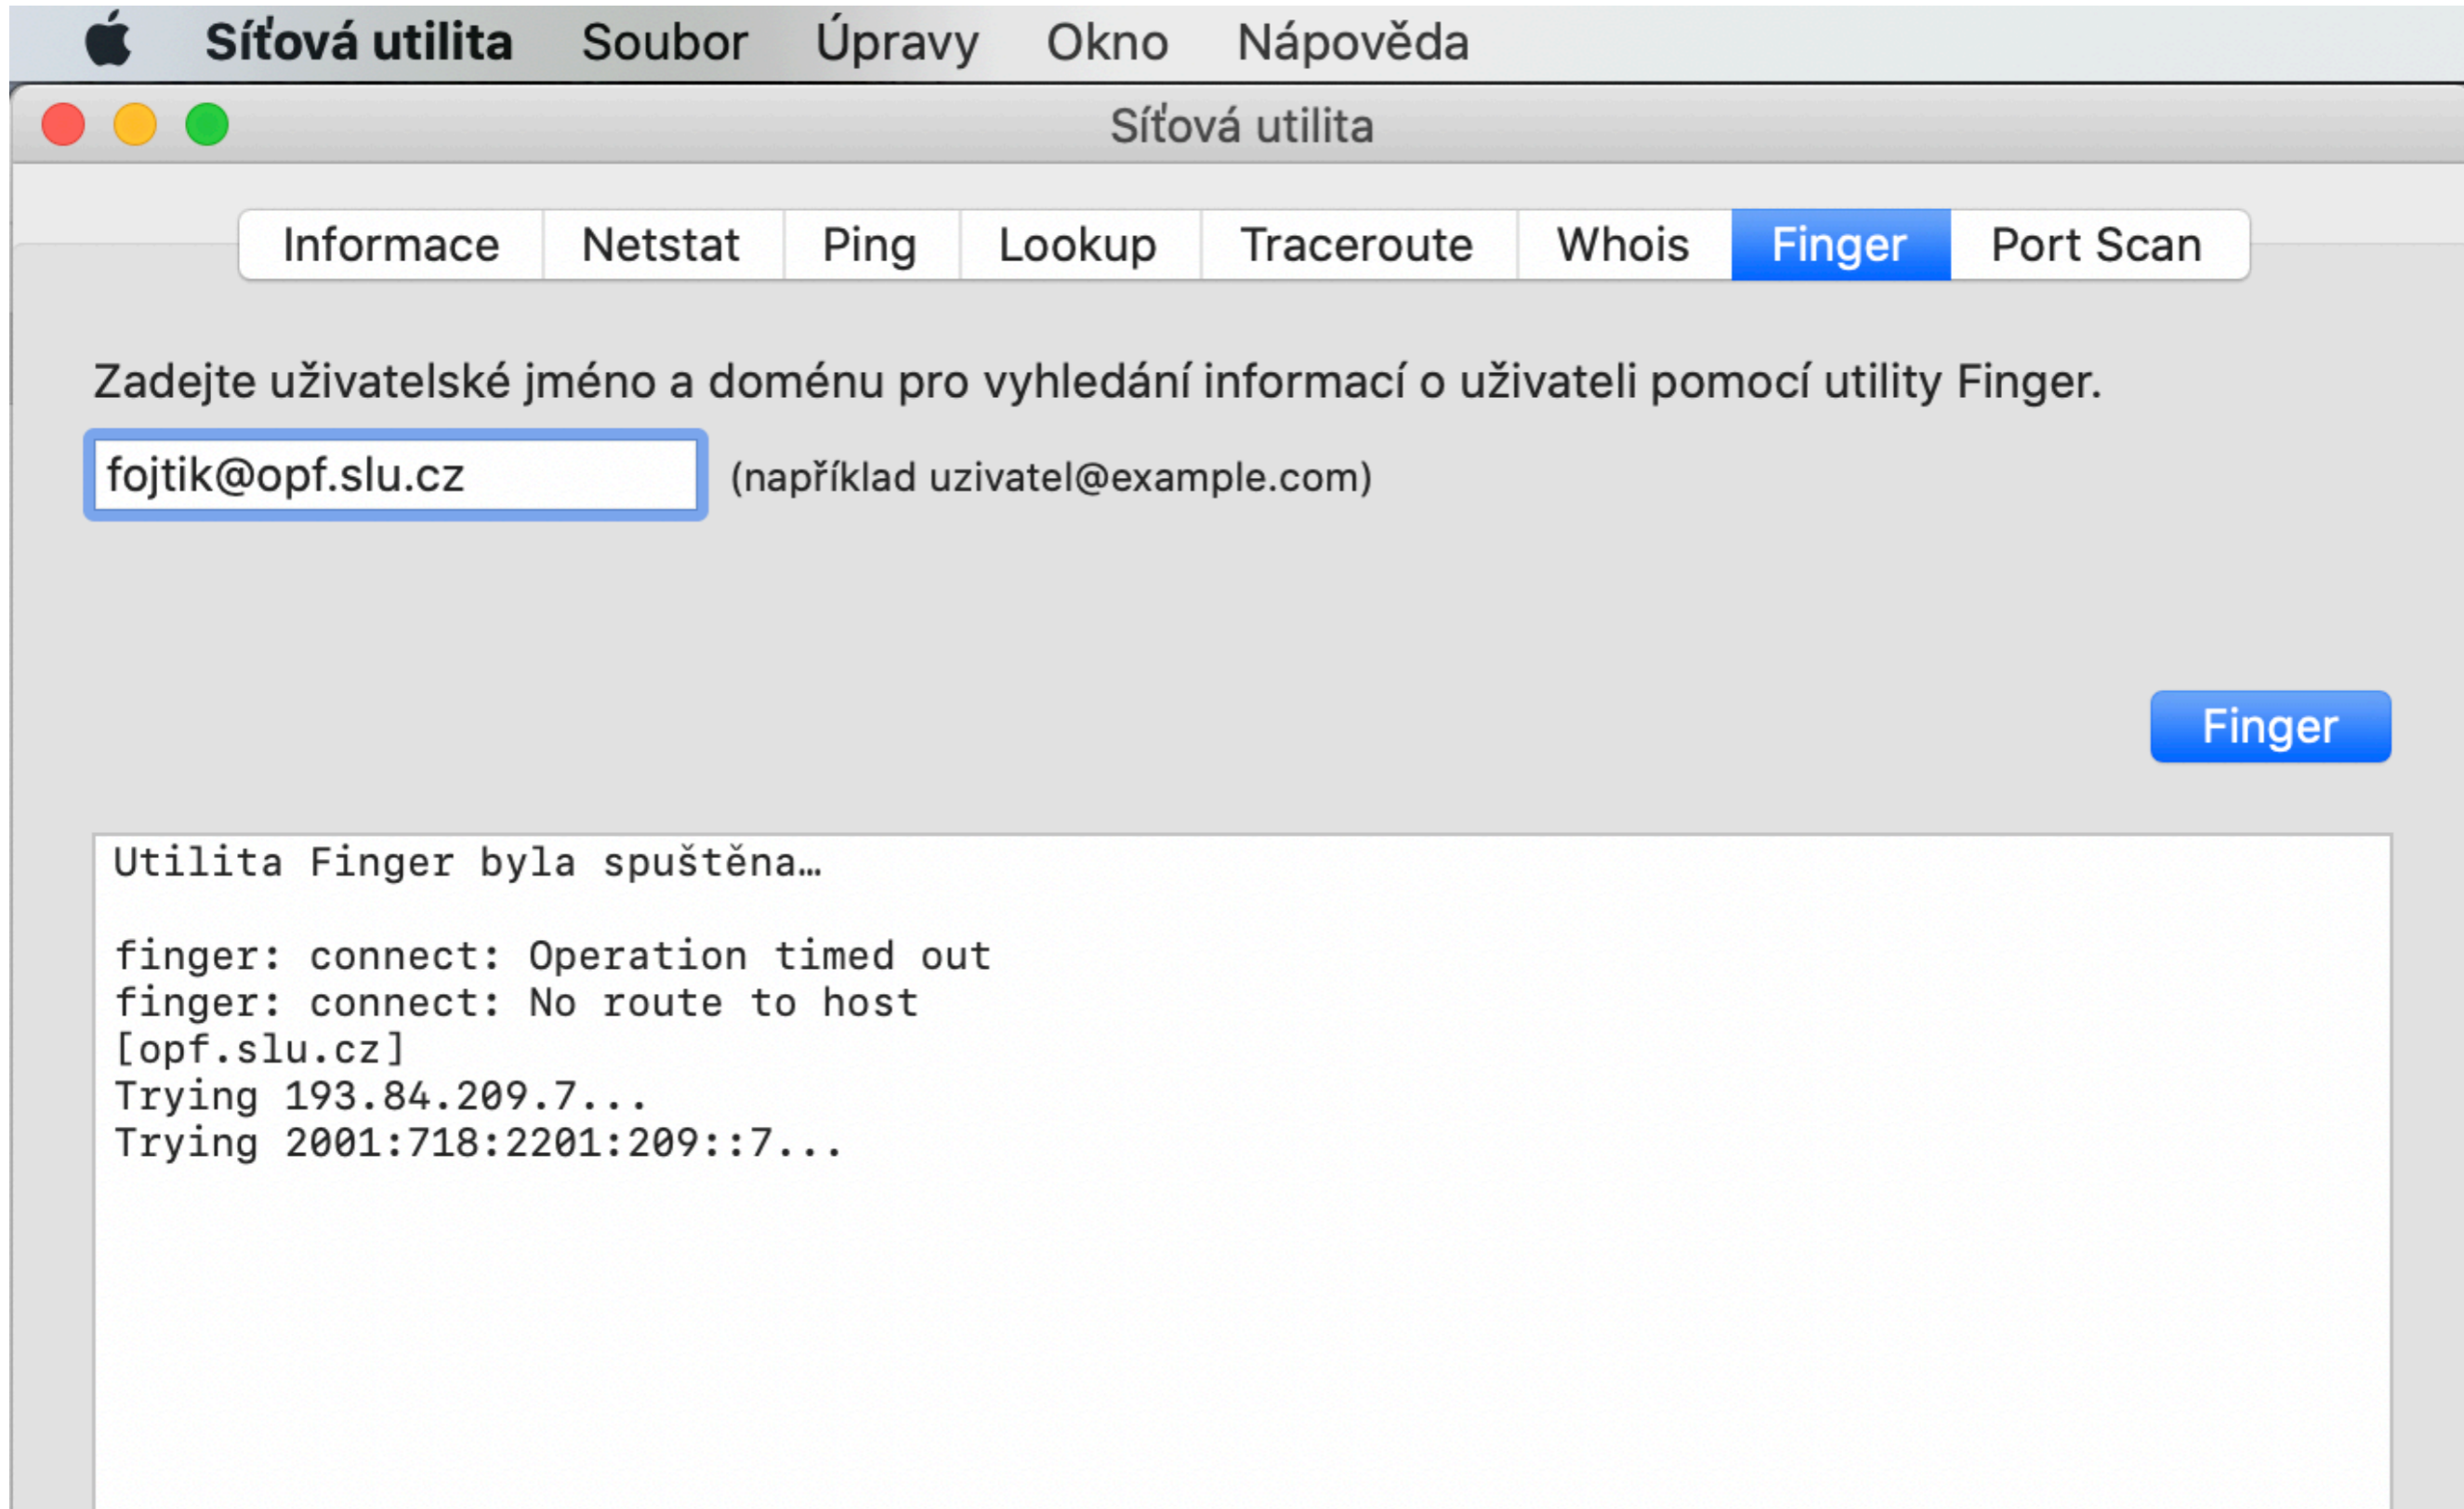 Síťová utilita Soubor Úpravy Okno Nápověda
Síťová utilita
Informace Netstat Ping Lookup Traceroute Whois Finger Port Scan
Zadejte uživatelské jméno a doménu pro vyhledání informací o uživateli pomocí utility Finger.
fojtik@opf.slu.cz (například uzivatel@example.com)
Finger
Utilita Finger byla spuštěna…
finger: connect: Operation timed out
finger: connect: No route to host
[opf.slu.cz]
Trying 193.84.209.7...
Trying 2001:718:2201:209::7...